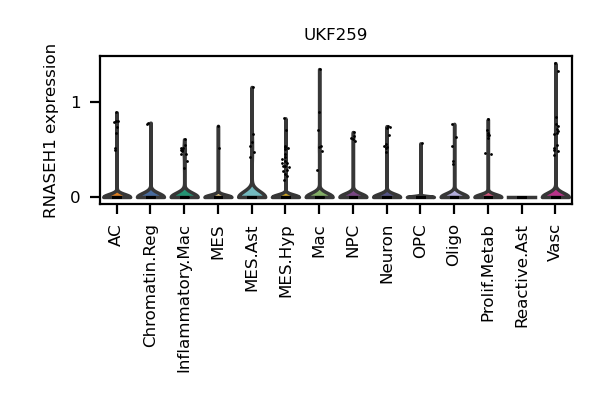 UKF259
RNASEH1 expression
1
0
AC
Chromatin.Reg
Inflammatory.Mac
MES
MES.Ast
MES.Hyp
Mac
NPC
Neuron
OPC
Oligo
Prolif.Metab
Reactive.Ast
Vasc